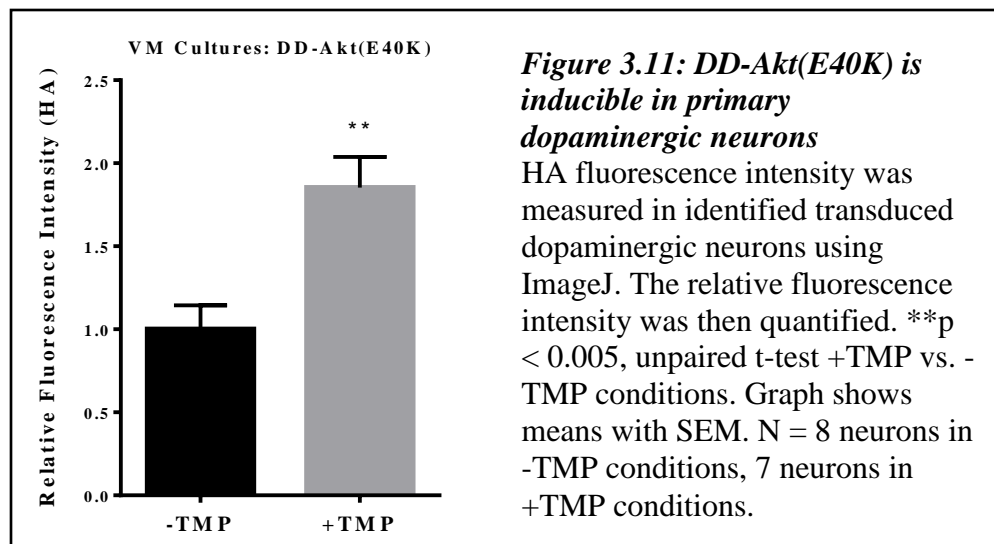 VM Cultures: DD-Akt(E40K)
Relative Fluorescence Intensity (HA)
2.5
2.0
1.5
1.0
0.5
0.0
**
-TMP
+TMP
Figure 3.11: DD-Akt(E40K) is
inducible in primary
dopaminergic neurons
HA fluorescence intensity was
measured in identified transduced
dopaminergic neurons using
ImageJ. The relative fluorescence
intensity was then quantified. **p
< 0.005, unpaired t-test +TMP vs. -
TMP conditions. Graph shows
means with SEM. N = 8 neurons in
-TMP conditions, 7 neurons in
+TMP conditions.